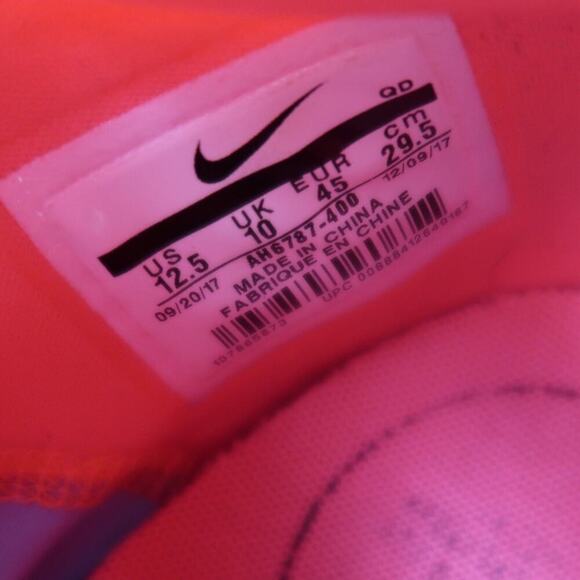 QD
US UK EUR cm
12.5 10 45 29.5
09/20/17 AH6787-400 12/09/17
MADE IN CHINA
FABRIQUE EN CHINE
UPC 00888412640187